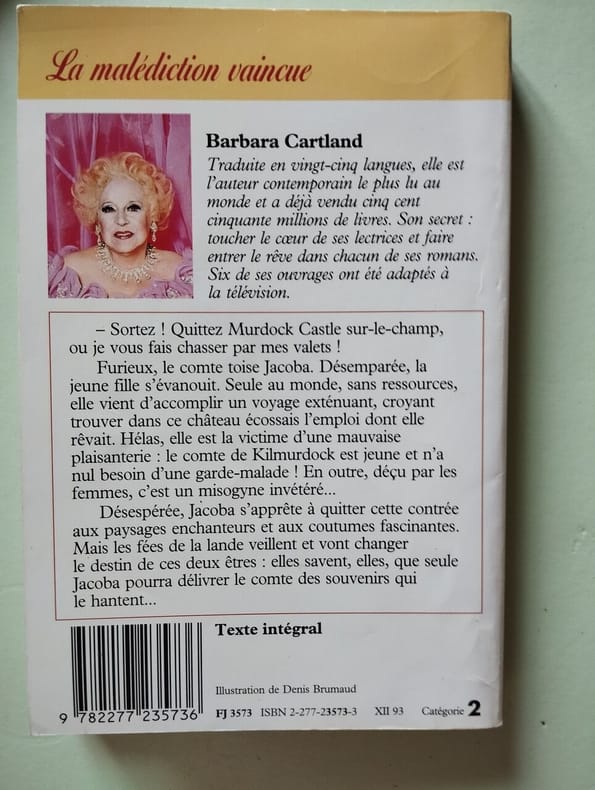 La malédiction vaincue
Barbara Cartland
Traduite en vingt-cinq langues, elle est
l'auteur contemporain le plus lu au
monde et a déjà vendu cinq cent
cinquante millions de livres. Son secret :
toucher le cœur de ses lectrices et faire
entrer le rêve dans chacun de ses romans.
Six de ses ouvrages ont été adaptés à
la télévision.
– Sortez ! Quittez Murdock Castle sur-le-champ,
ou je vous fais chasser par mes valets !
Furieux, le comte toise Jacoba. Désemparée, la
jeune fille s'évanouit. Seule au monde, sans ressources,
elle vient d'accomplir un voyage exténuant, croyant
trouver dans ce château écossais l'emploi dont elle
rêvait. Hélas, elle est la victime d'une mauvaise
plaisanterie : le comte de Kilmurdock est jeune et n'a
nul besoin d'une garde-malade ! En outre, déçu par les
femmes, c'est un misogyne invétéré...
Désespérée, Jacoba s'apprête à quitter cette contrée
aux paysages enchanteurs et aux coutumes fascinantes.
Mais les fées de la lande veillent et vont changer
le destin de ces deux êtres : elles savent, elles, que seule
Jacoba pourra délivrer le comte des souvenirs qui
le hantent...
Texte intégral
Illustration de Denis Brumaud
9 782277 235736
FJ 3573 ISBN 2-277-23573-3 XII 93 Catégorie 2